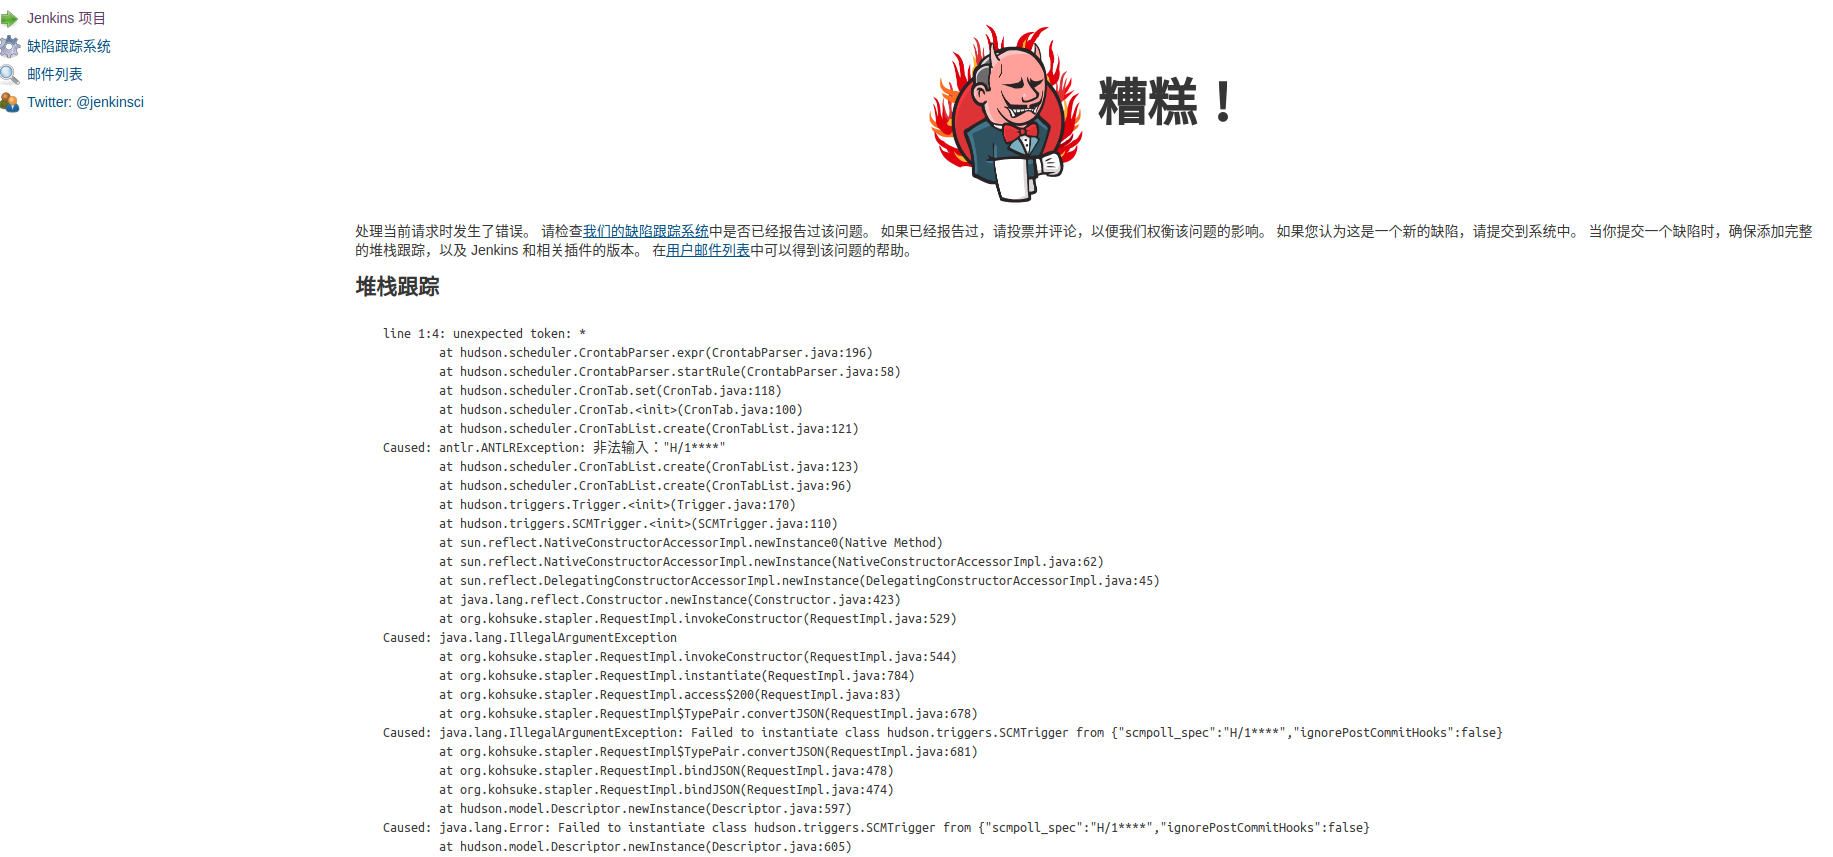 Jenkins 项目
缺陷跟踪系统
邮件列表
Twitter: @jenkinsci
糟糕！
处理当前请求时发生了错误。 请检查我们的缺陷跟踪系统中是否已经报告过该问题。 如果已经报告过，请投票并评论，以便我们权衡该问题的影响。 如果您认为这是一个新的缺陷，请提交到系统中。 当你提交一个缺陷时，确保添加完整
的堆栈跟踪，以及 Jenkins 和相关插件的版本。 在用户邮件列表中可以得到该问题的帮助。
堆栈跟踪
line 1:4: unexpected token: *
at hudson.scheduler.CrontabParser.expr(CrontabParser.java:196)
at hudson.scheduler.CrontabParser.startRule(CrontabParser.java:58)
at hudson.scheduler.CronTab.set(CronTab.java:118)
at hudson.scheduler.CronTab.<init>(CronTab.java:100)
at hudson.scheduler.CronTabList.create(CronTabList.java:121)
Caused: antlr.ANTLRException: 非法输入："H/1****"
at hudson.scheduler.CronTabList.create(CronTabList.java:123)
at hudson.scheduler.CronTabList.create(CronTabList.java:96)
at hudson.triggers.Trigger.<init>(Trigger.java:170)
at hudson.triggers.SCMTrigger.<init>(SCMTrigger.java:110)
at sun.reflect.NativeConstructorAccessorImpl.newInstance0(Native Method)
at sun.reflect.NativeConstructorAccessorImpl.newInstance(NativeConstructorAccessorImpl.java:62)
at sun.reflect.DelegatingConstructorAccessorImpl.newInstance(DelegatingConstructorAccessorImpl.java:45)
at java.lang.reflect.Constructor.newInstance(Constructor.java:423)
at org.kohsuke.stapler.RequestImpl.invokeConstructor(RequestImpl.java:529)
Caused: java.lang.IllegalArgumentException
at org.kohsuke.stapler.RequestImpl.invokeConstructor(RequestImpl.java:544)
at org.kohsuke.stapler.RequestImpl.instantiate(RequestImpl.java:784)
at org.kohsuke.stapler.RequestImpl.access$200(RequestImpl.java:83)
at org.kohsuke.stapler.RequestImpl$TypePair.convertJSON(RequestImpl.java:678)
Caused: java.lang.IllegalArgumentException: Failed to instantiate class hudson.triggers.SCMTrigger from {"scmpoll_spec":"H/1****","ignorePostCommitHooks":false}
at org.kohsuke.stapler.RequestImpl$TypePair.convertJSON(RequestImpl.java:681)
at org.kohsuke.stapler.RequestImpl.bindJSON(RequestImpl.java:478)
at org.kohsuke.stapler.RequestImpl.bindJSON(RequestImpl.java:474)
at hudson.model.Descriptor.newInstance(Descriptor.java:597)
Caused: java.lang.Error: Failed to instantiate class hudson.triggers.SCMTrigger from {"scmpoll_spec":"H/1****","ignorePostCommitHooks":false}
at hudson.model.Descriptor.newInstance(Descriptor.java:605)